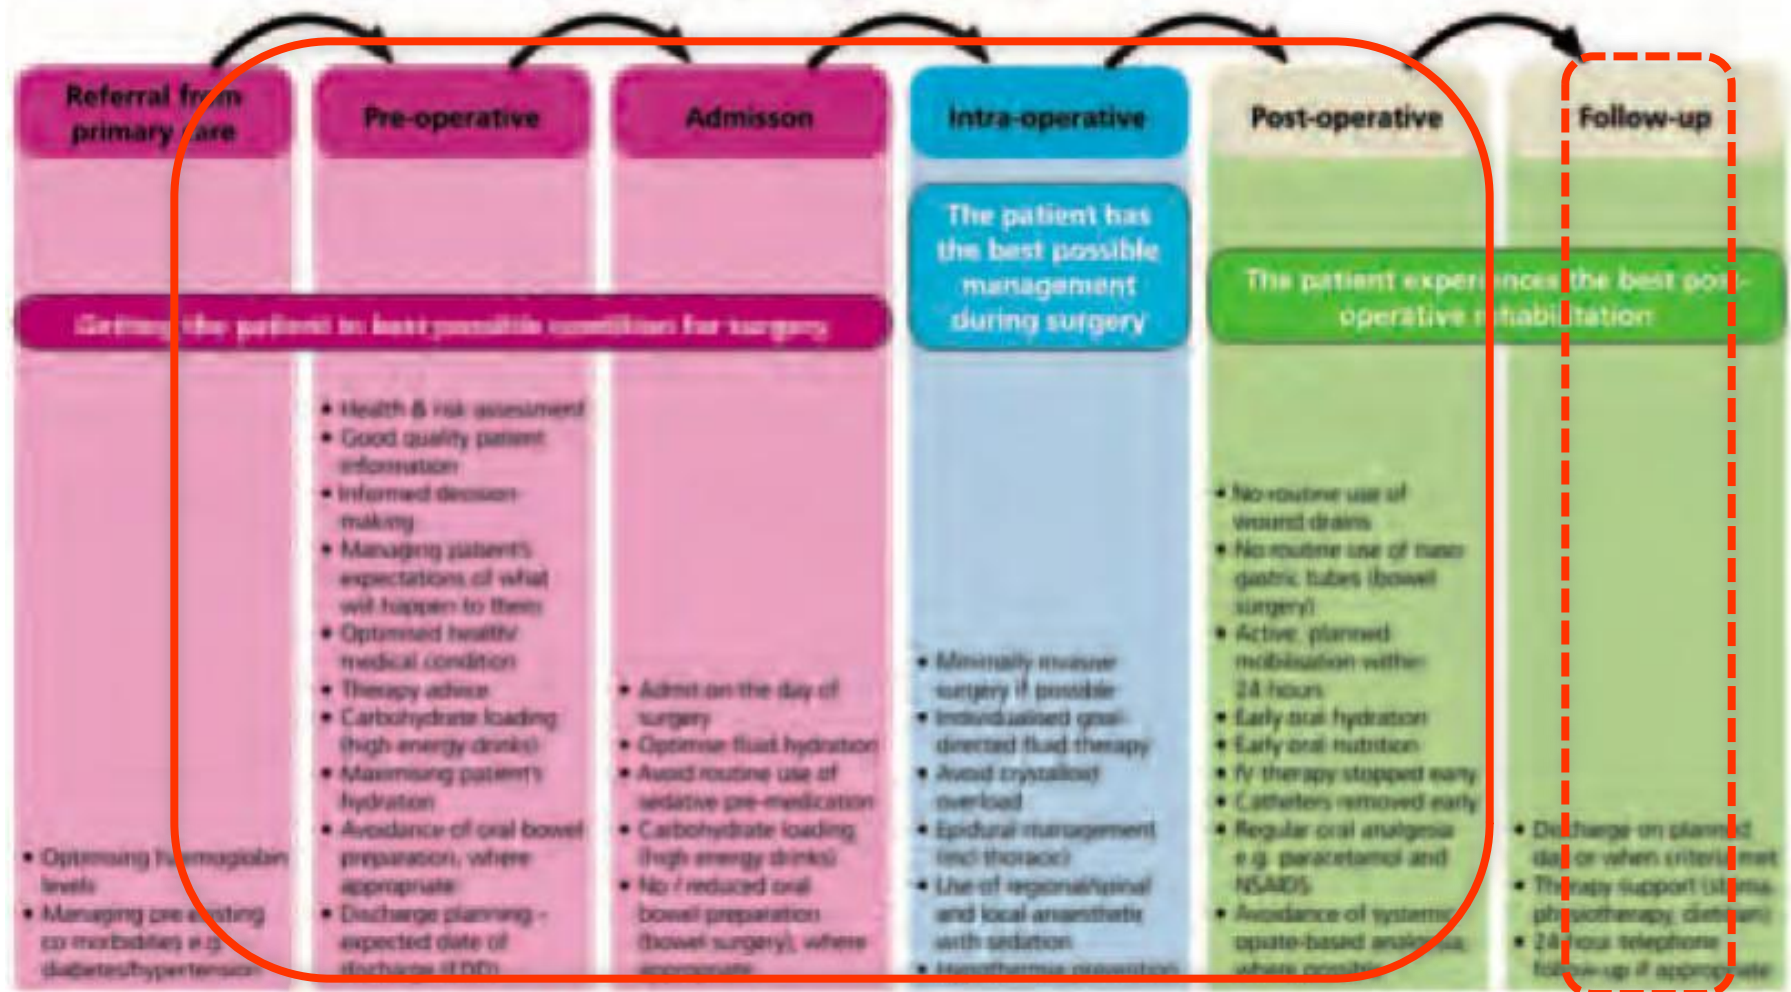 Referral from
primary care
Pre-operative
Admisson
Intra-operative
Post-operative
Follow-up
Getting the patient in best possible condition for surgery
The patient has
the best possible
management
during surgery
The patient experiences the best post-
operative rehabilitation
• Optimising haemoglobin
levels
• Managing pre existing
co morbidities e.g.
diabetes/hypertension
• Health & risk assessment
• Good quality patient
information
• Informed decision
making
• Managing patient's
expectations of what
will happen to them
• Optimised health/
medical condition
• Therapy advice
• Carbohydrate loading
(high energy drinks)
• Maximising patient's
hydration
• Avoidance of oral bowel
preparation, where
appropriate
• Discharge planning –
expected date of
discharge (EDD)
• Admit on the day of
surgery
• Optimise fluid hydration
• Avoid routine use of
sedative pre-medication
• Carbohydrate loading
(high energy drinks)
• No / reduced oral
bowel preparation
(bowel surgery), where
appropriate
• Minimally invasive
surgery if possible
• Individualised goal-
directed fluid therapy
• Avoid crystalloid
overload
• Epidural management
(incl thoracic)
• Use of regional/spinal
and local anaesthetic
with sedation
• Hypothermia prevention
• No routine use of
wound drains
• No routine use of naso
gastric tubes (bowel
surgery)
• Active, planned
mobilisation within
24 hours
• Early oral hydration
• Early oral nutrition
• IV therapy stopped early
• Catheters removed early
• Regular oral analgesia
e.g. paracetamol and
NSAIDS
• Avoidance of systemic
opiate-based analgesia,
where possible
• Discharge on planned
day or when criteria met
• Therapy support (stoma,
physiotherapy, dietitian)
• 24 hour telephone
follow-up if appropriate